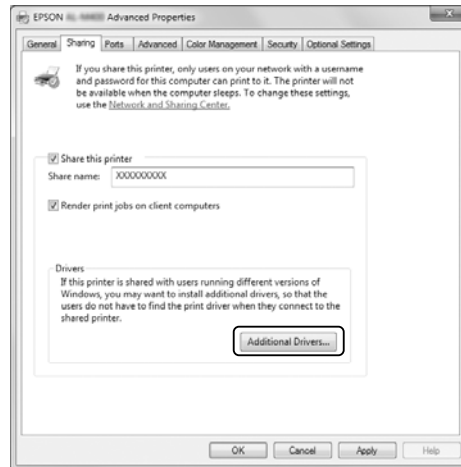 EPSON Advanced Properties
General Sharing Ports Advanced Color Management Security Optional Settings
If you share this printer, only users on your network with a username
and password for this computer can print to it. The printer will not
be available when the computer sleeps. To change these settings,
use the Network and Sharing Center.
Share this printer
Share name: XXXXXXXXX
Render print jobs on client computers
Drivers
If this printer is shared with users running different versions of
Windows, you may want to install additional drivers, so that the
users do not have to find the print driver when they connect to the
shared printer.
Additional Drivers...
OK Cancel Apply Help